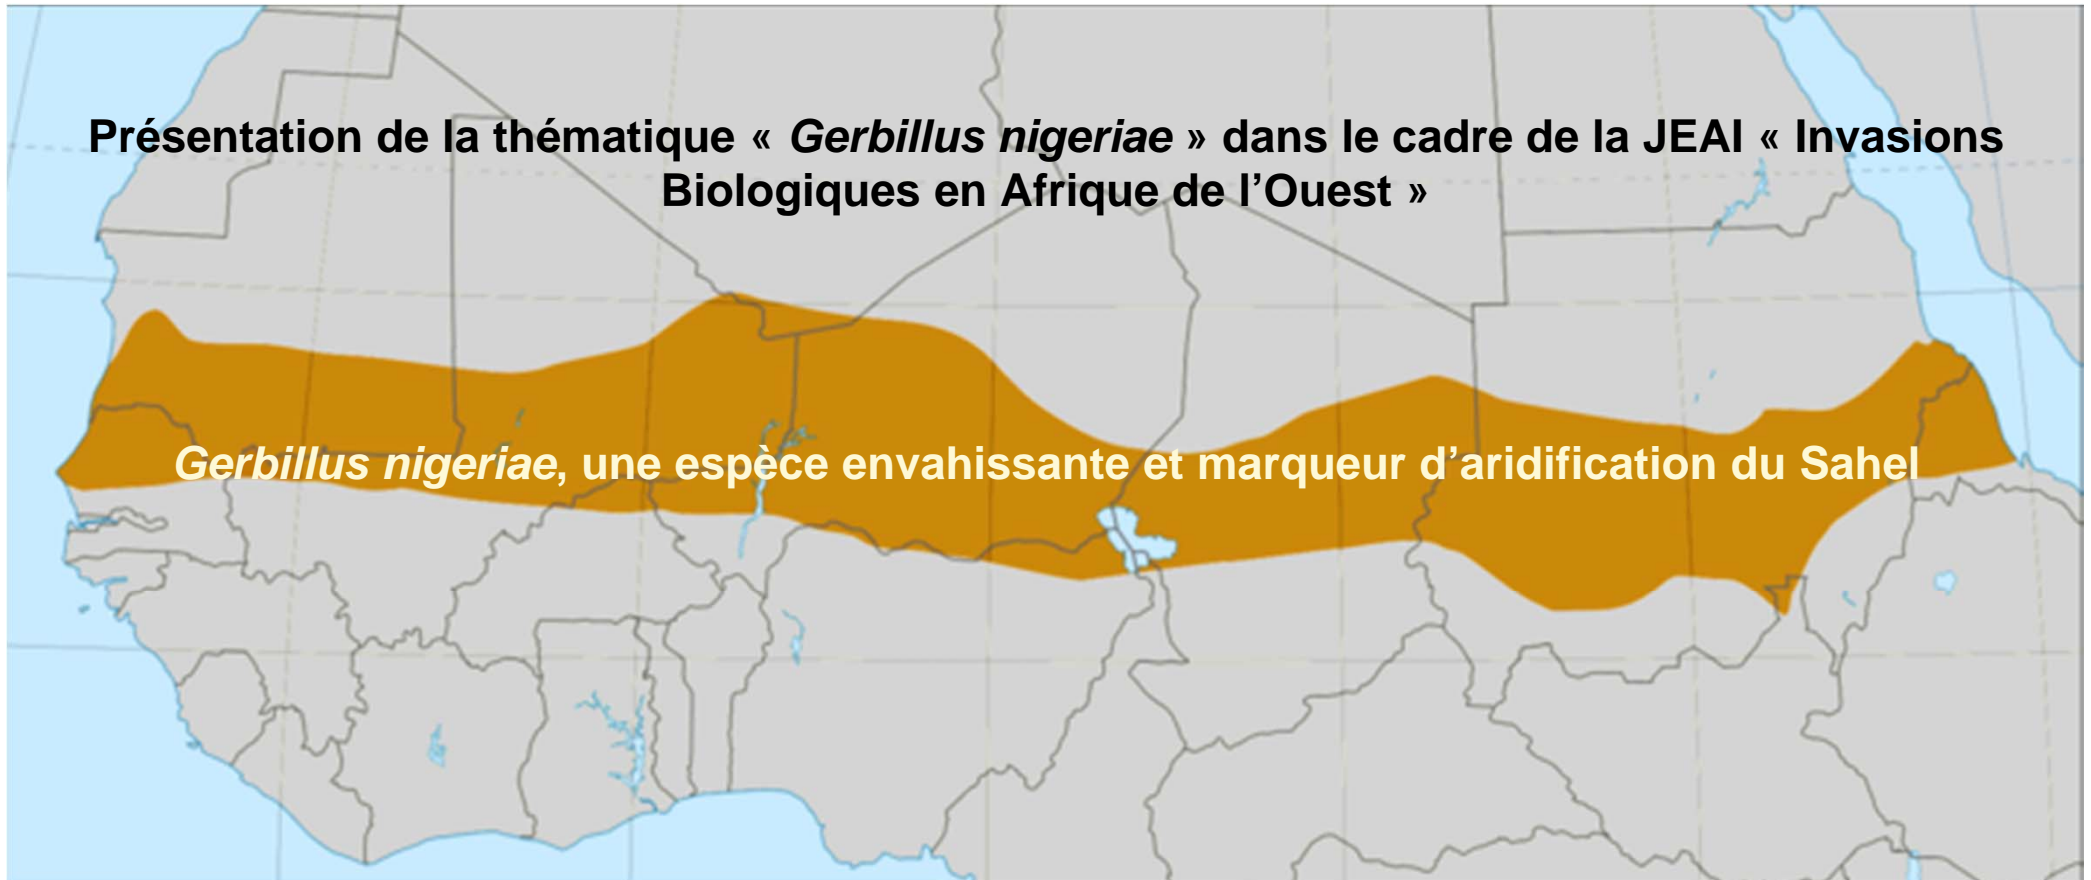 Présentation de la thématique « Gerbillus nigeriae » dans le cadre de la JEAI « Invasions
Biologiques en Afrique de l’Ouest »
Gerbillus nigeriae, une espèce envahissante et marqueur d’aridification du Sahel